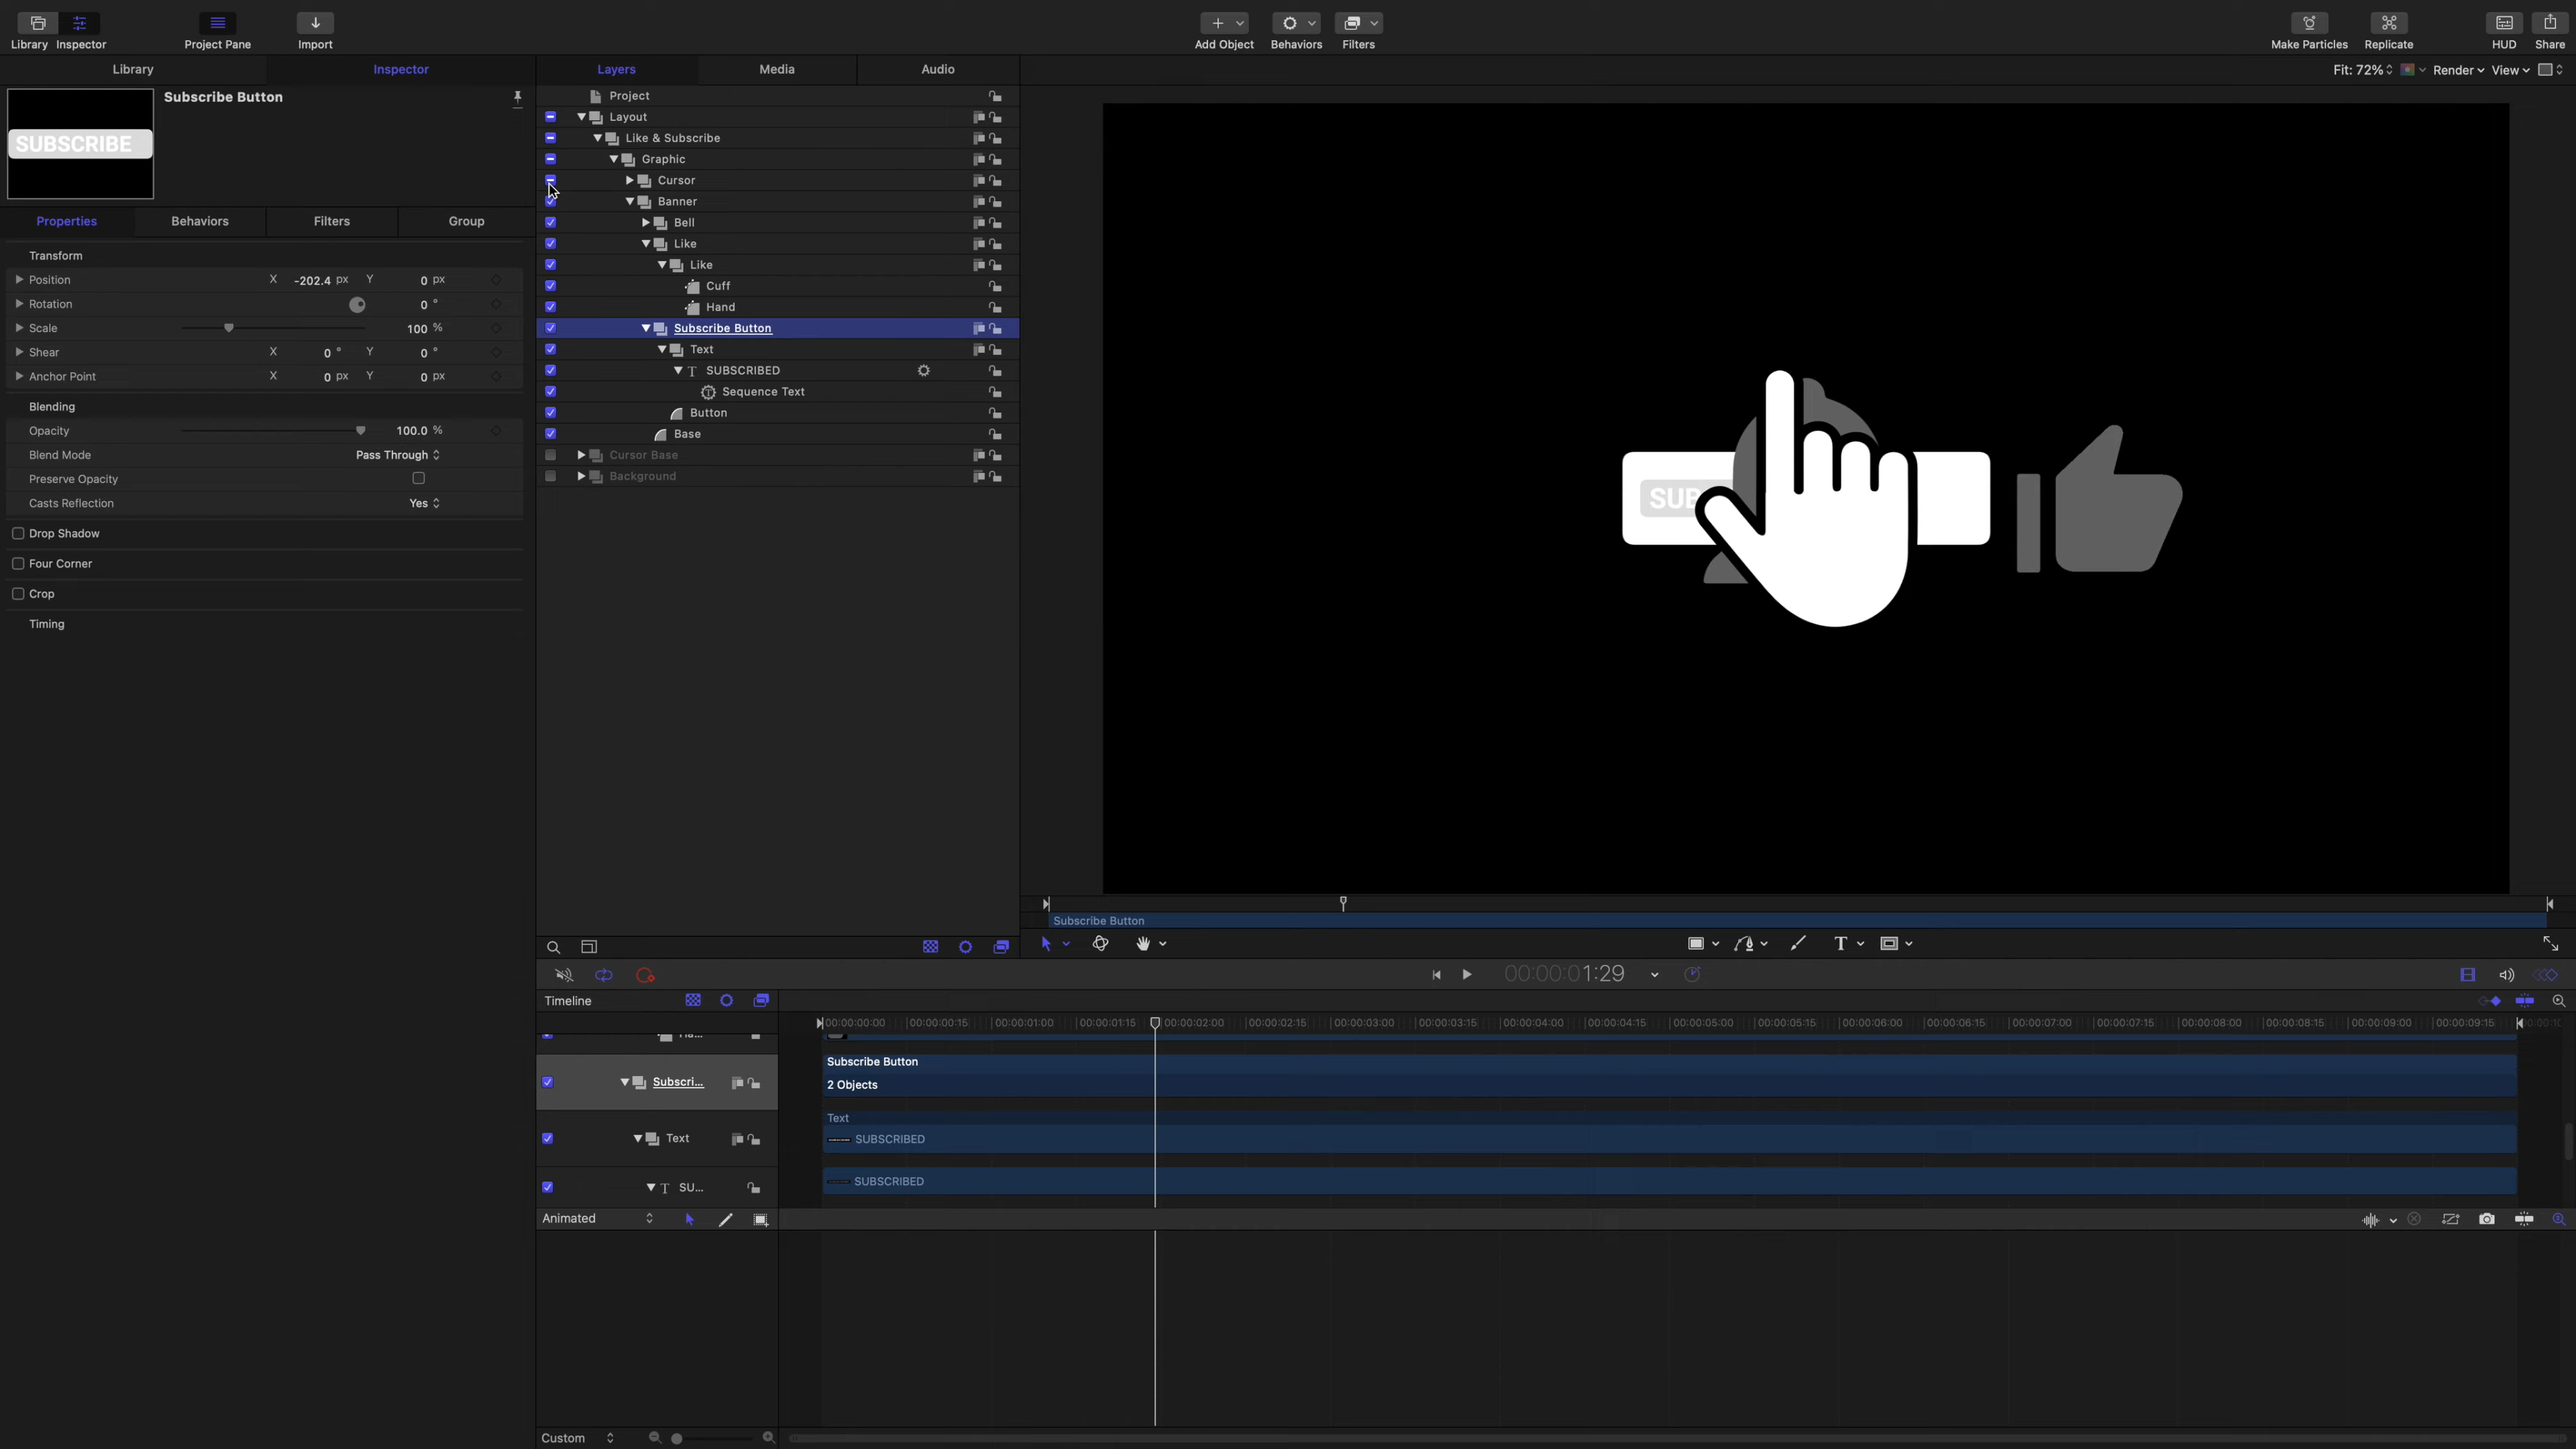 Library Inspector Project Pane Import Add Object Behaviors Filters Make Particles Replicate HUD Share
Library Inspector Layers Media Audio Fit: 72% Render View
Subscribe Button
SUBSCRIBE
Properties Behaviors Filters Group
Transform
Position X -202.4 px Y 0 px
Rotation 0 °
Scale 100 %
Shear X 0 ° Y 0 °
Anchor Point X 0 px Y 0 px
Blending
Opacity 100.0 %
Blend Mode Pass Through
Preserve Opacity
Casts Reflection Yes
Drop Shadow
Four Corner
Crop
Timing
Project
Layout
Like & Subscribe
Graphic
Cursor
Banner
Bell
Like
Like
Cuff
Hand
Subscribe Button
Text
T SUBSCRIBED
Sequence Text
Button
Base
Cursor Base
Background
SUB
Subscribe Button
T
00:00:01:29
Timeline
00:00:00:00 00:00:00:15 00:00:01:00 00:00:01:15 00:00:02:00 00:00:02:15 00:00:03:00 00:00:03:15 00:00:04:00 00:00:04:15 00:00:05:00 00:00:05:15 00:00:06:00 00:00:06:15 00:00:07:00 00:00:07:15 00:00:08:00 00:00:08:15 00:00:09:00 00:00:09:15
Subscribe Button
Subscri... 2 Objects
Text
Text SUBSCRIBED
T SU... SUBSCRIBED
Animated
Custom